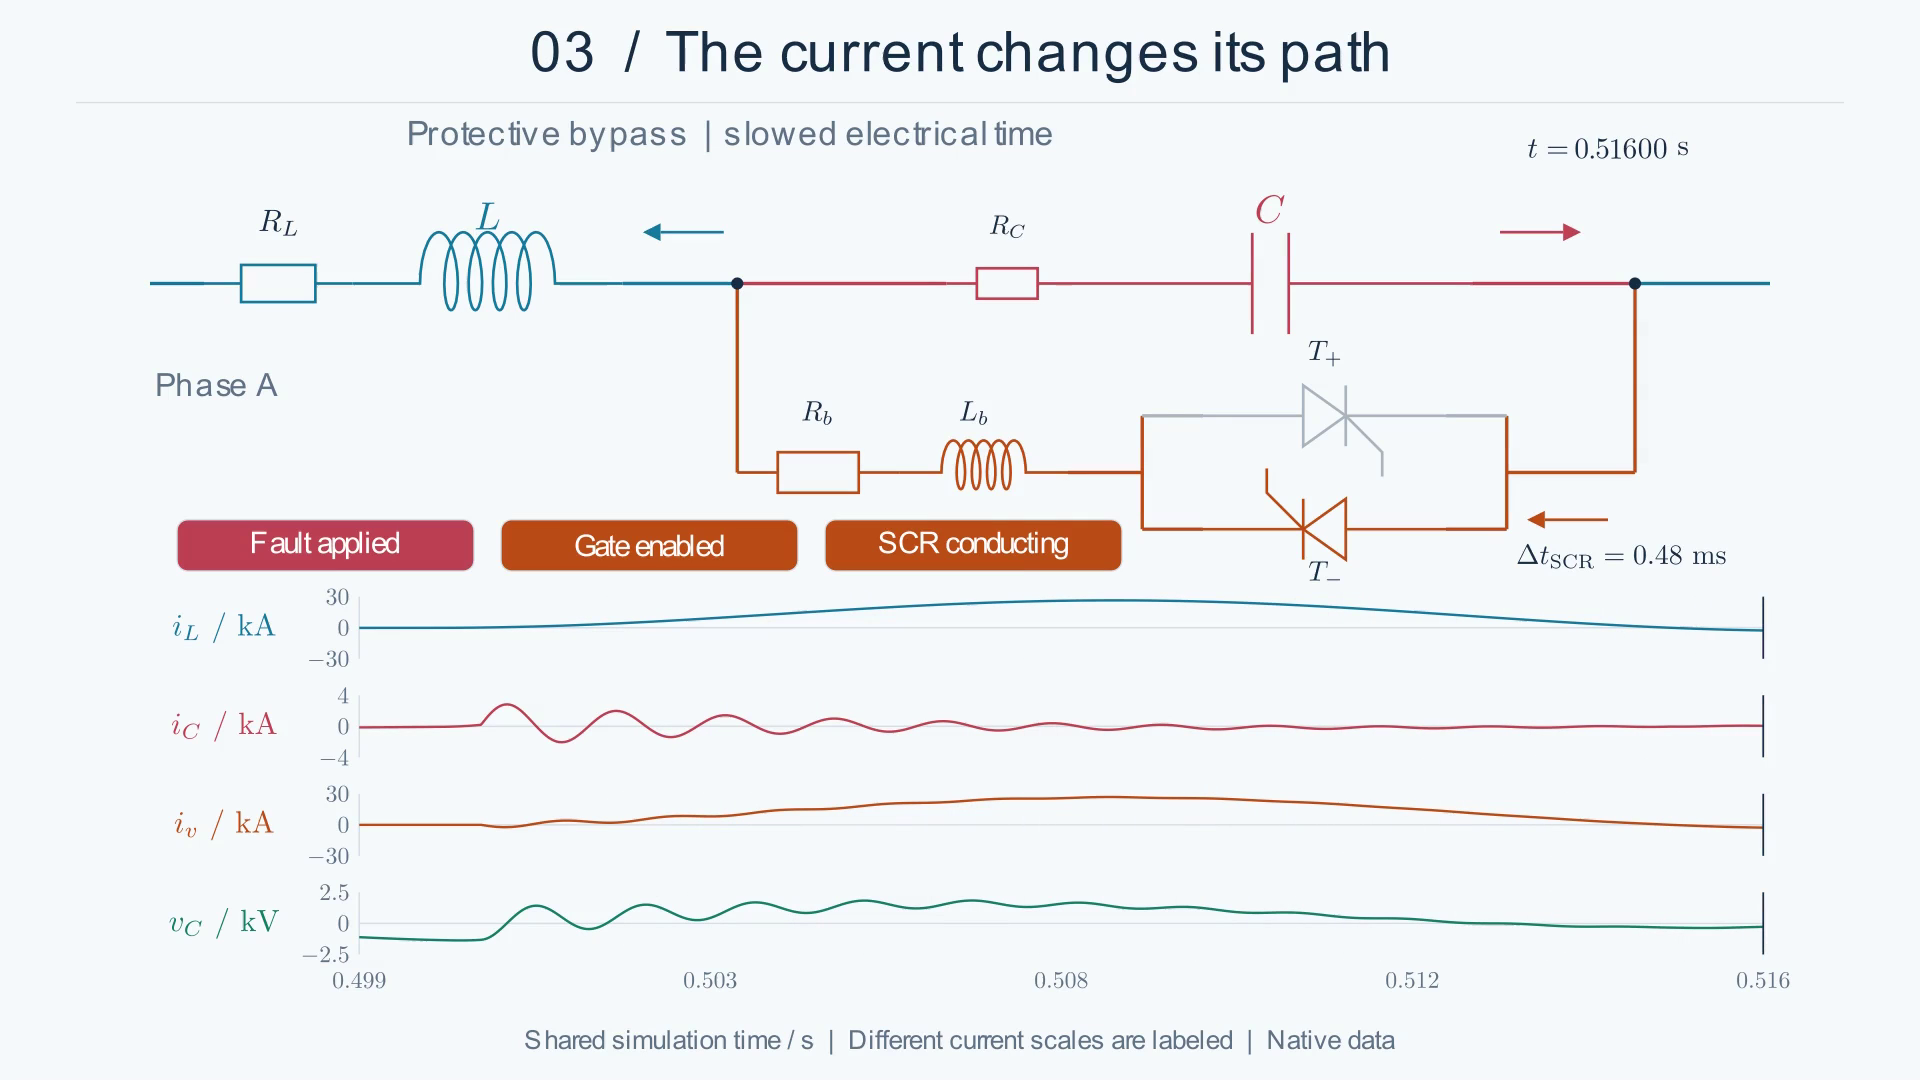 03 / The current changes its path
Protective bypass | slowed electrical time
t = 0.51600 s
R_L
L
R_C
C
T_+
Phase A
R_b
L_b
Fault applied
Gate enabled
SCR conducting
Δt_SCR = 0.48 ms
T_−
i_L / kA
30
0
−30
i_C / kA
4
0
−4
i_v / kA
30
0
−30
v_C / kV
2.5
0
−2.5
0.499 0.503 0.508 0.512 0.516
Shared simulation time / s | Different current scales are labeled | Native data